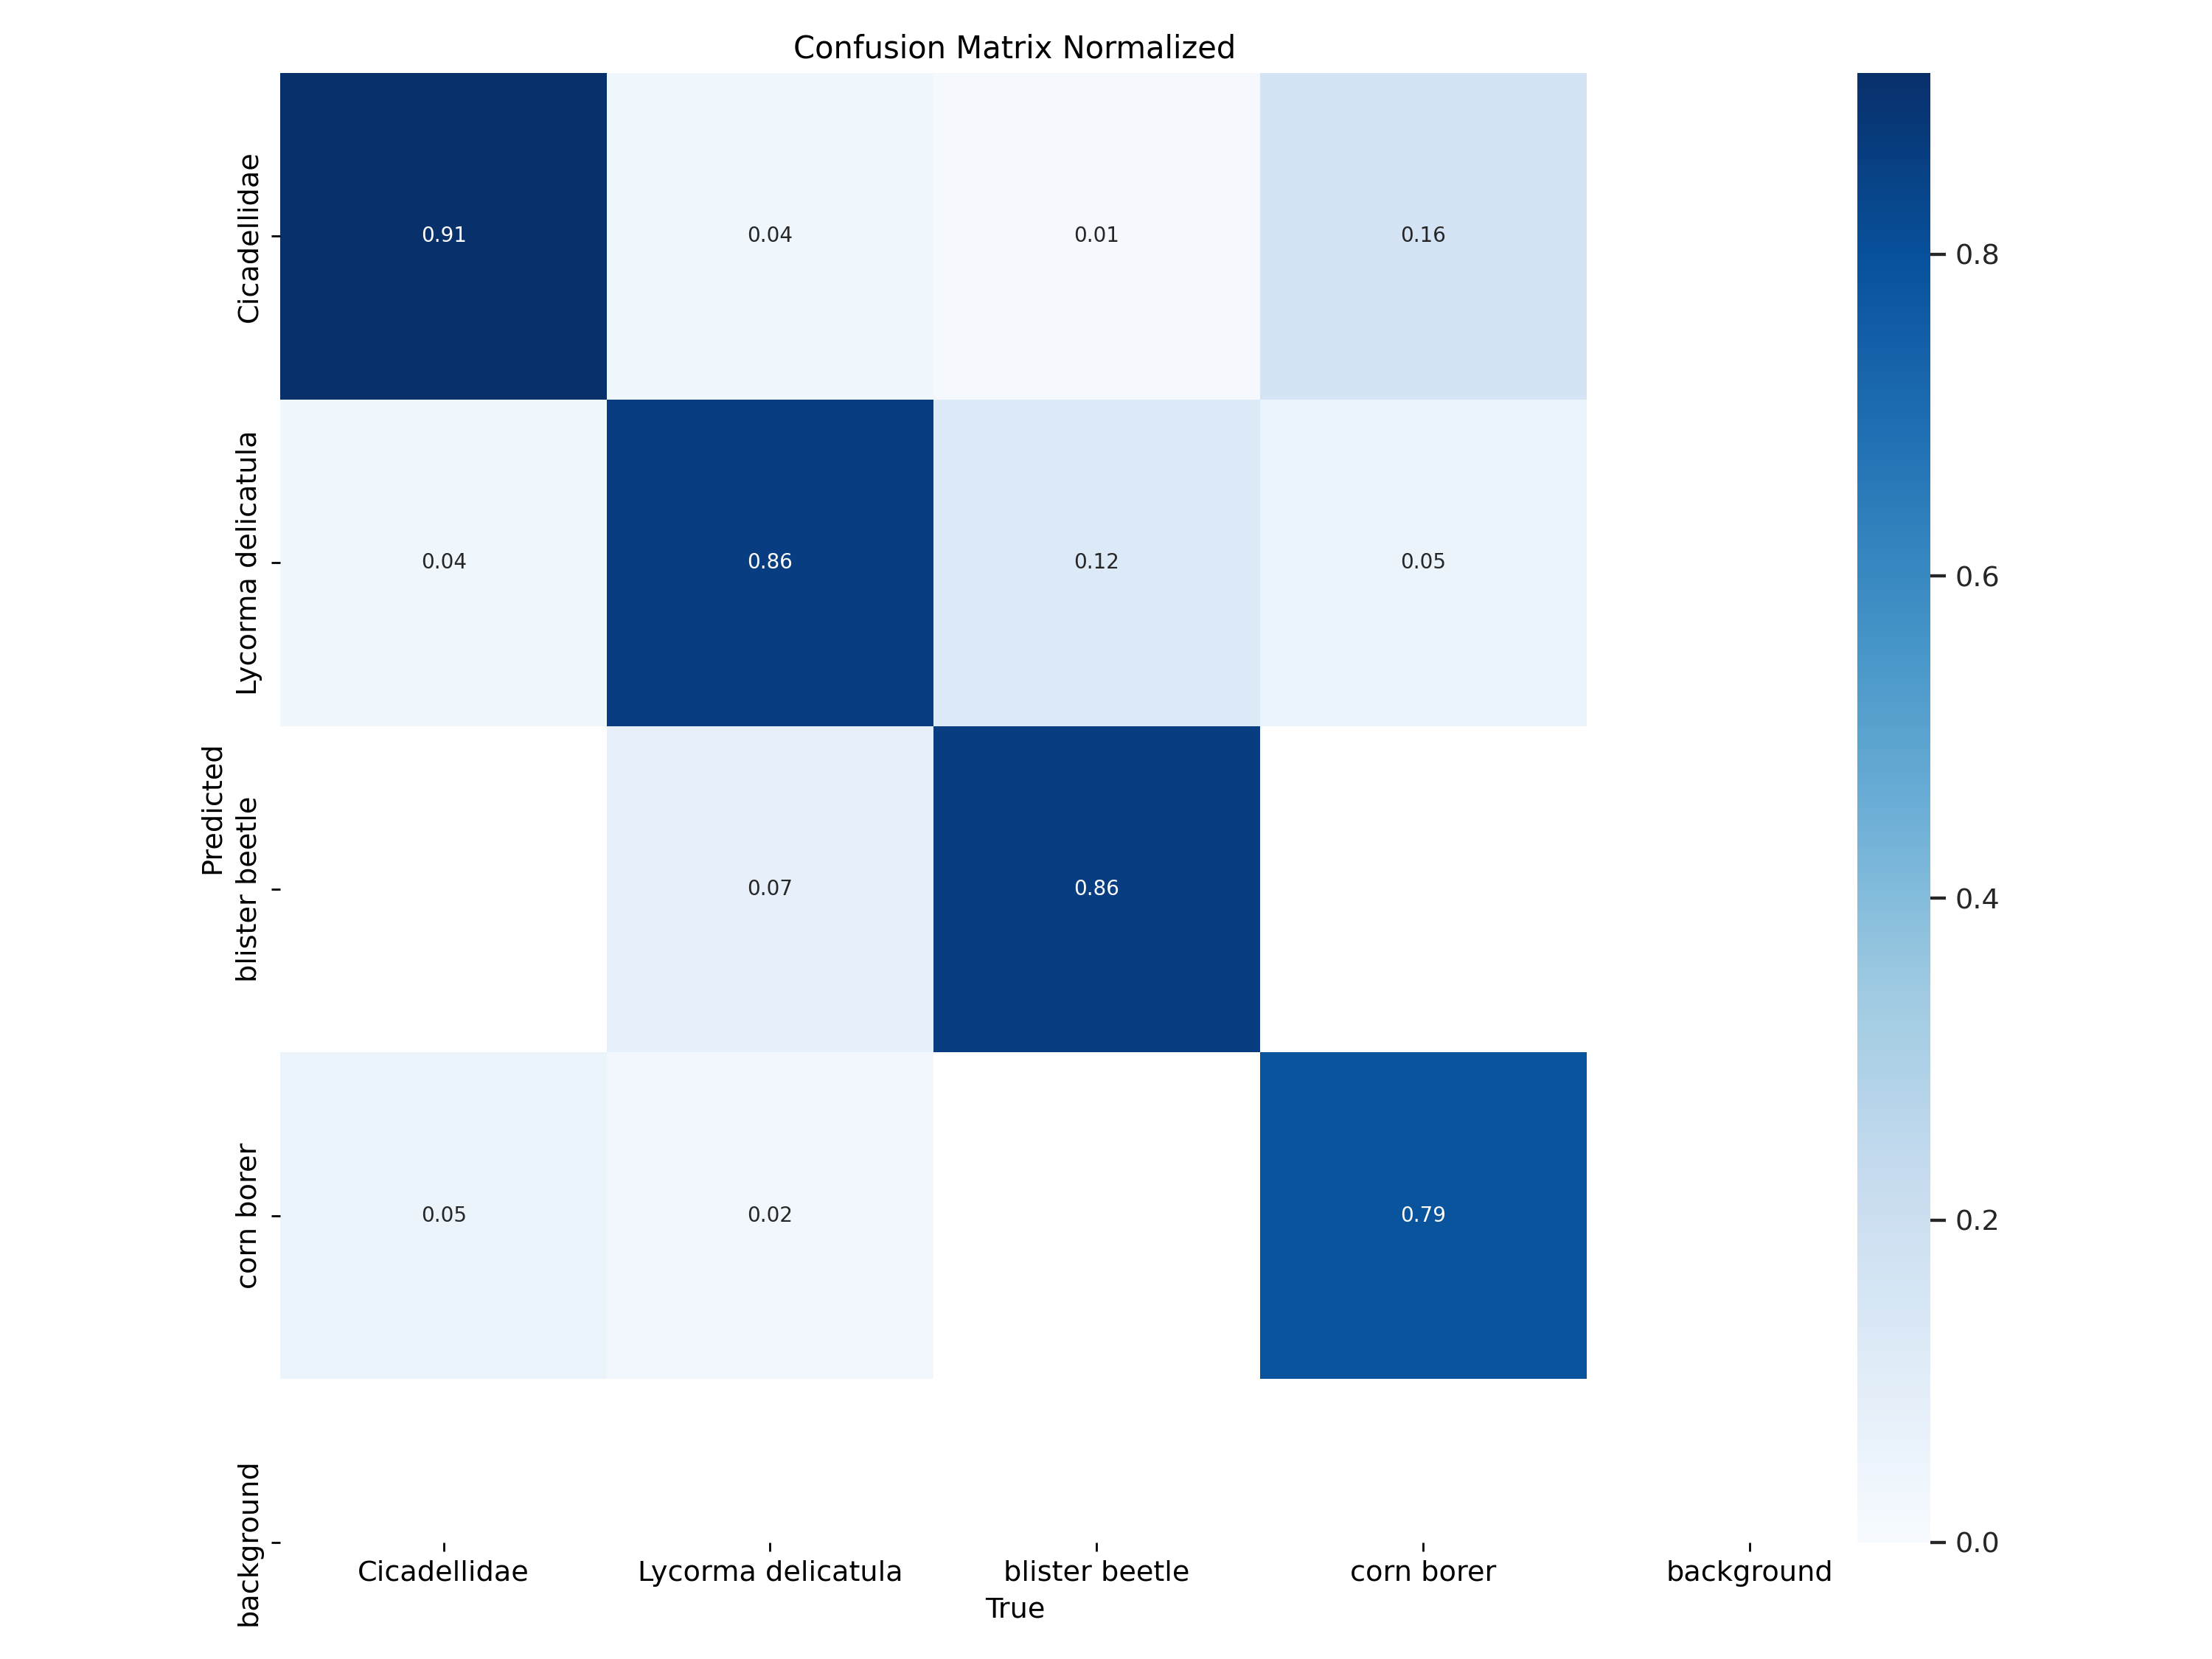 Confusion Matrix Normalized
Cicadellidae
0.91
0.04
0.01
0.16
0.8
Lycorma delicatula
0.04
0.86
0.12
0.05
0.6
Predicted
blister beetle
0.07
0.86
0.4
corn borer
0.05
0.02
0.79
0.2
background
0.0
Cicadellidae
Lycorma delicatula
blister beetle
corn borer
background
True